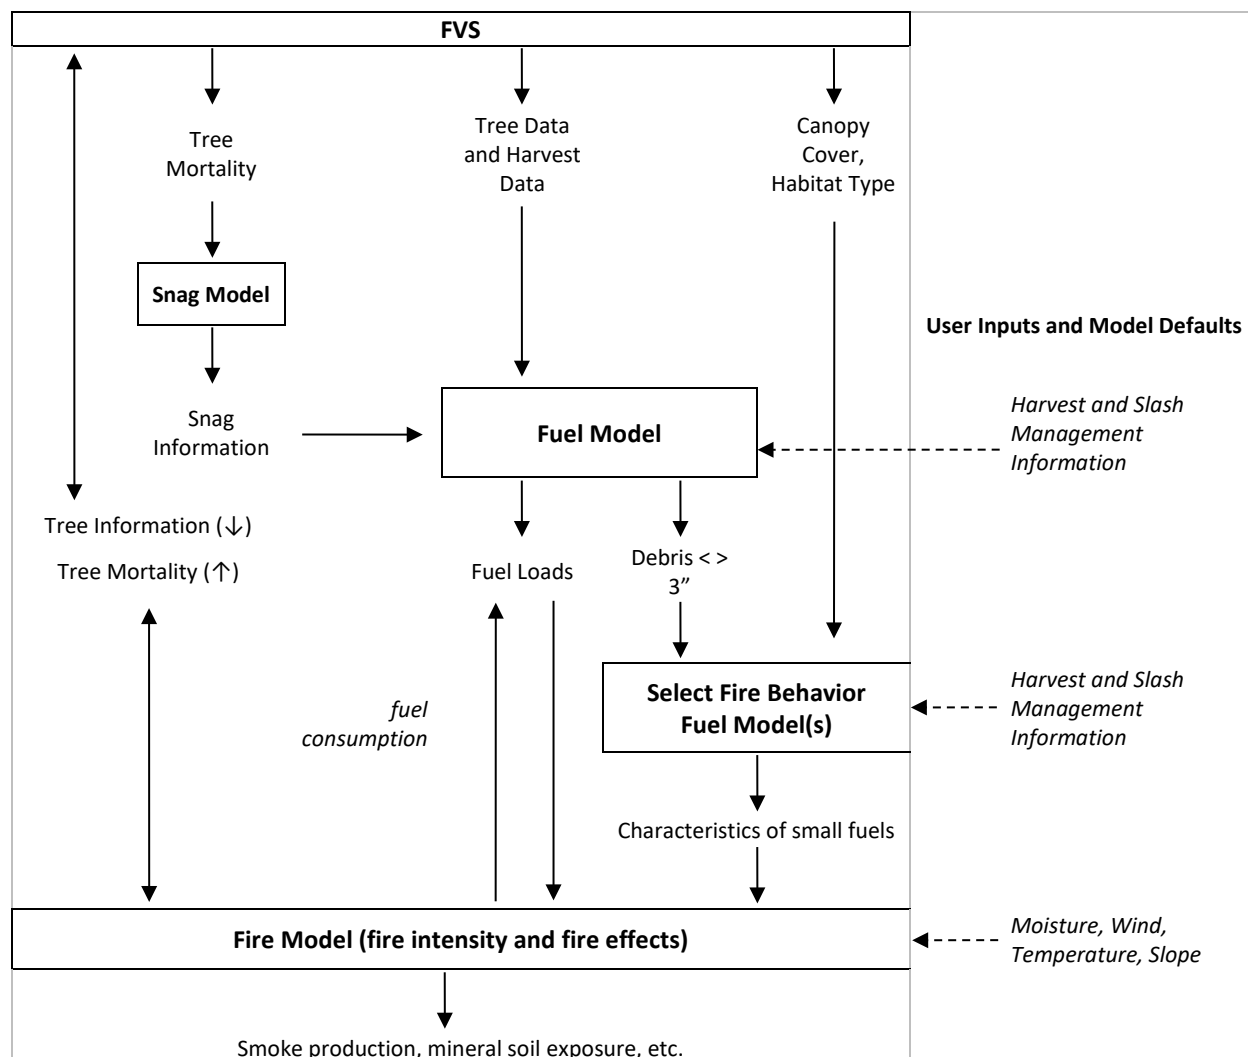 FVS
Tree
Mortality
Tree Data
and Harvest
Data
Canopy
Cover,
Habitat Type
Snag Model
User Inputs and Model Defaults
Snag
Information
Fuel Model
Harvest and Slash
Management
Information
Tree Information (↓)
Tree Mortality (↑)
Fuel Loads
Debris < >
3”
fuel
consumption
Select Fire Behavior
Fuel Model(s)
Harvest and Slash
Management
Information
Characteristics of small fuels
Fire Model (fire intensity and fire effects)
Moisture, Wind,
Temperature, Slope
Smoke production, mineral soil exposure, etc.